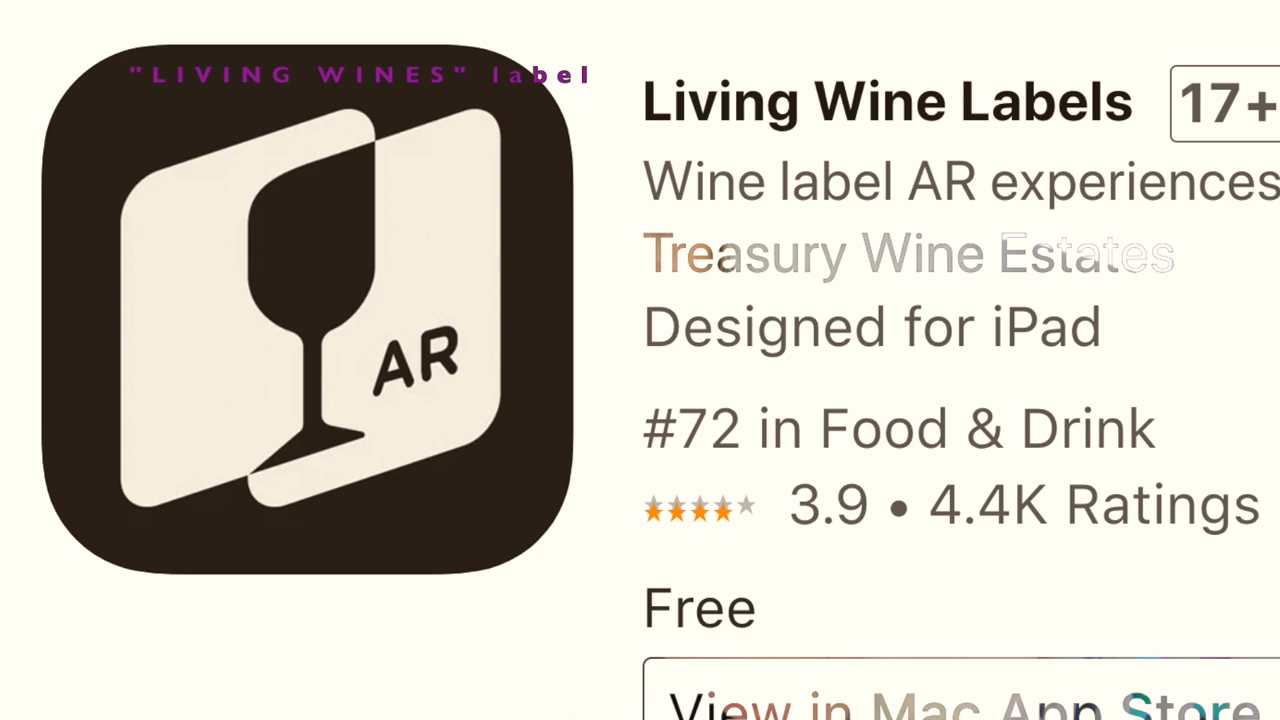 "LIVING WINES" label
AR
Living Wine Labels 17+
Wine label AR experiences
Treasury Wine Estates
Designed for iPad
#72 in Food & Drink
3.9 • 4.4K Ratings
Free
View in Mac App Store